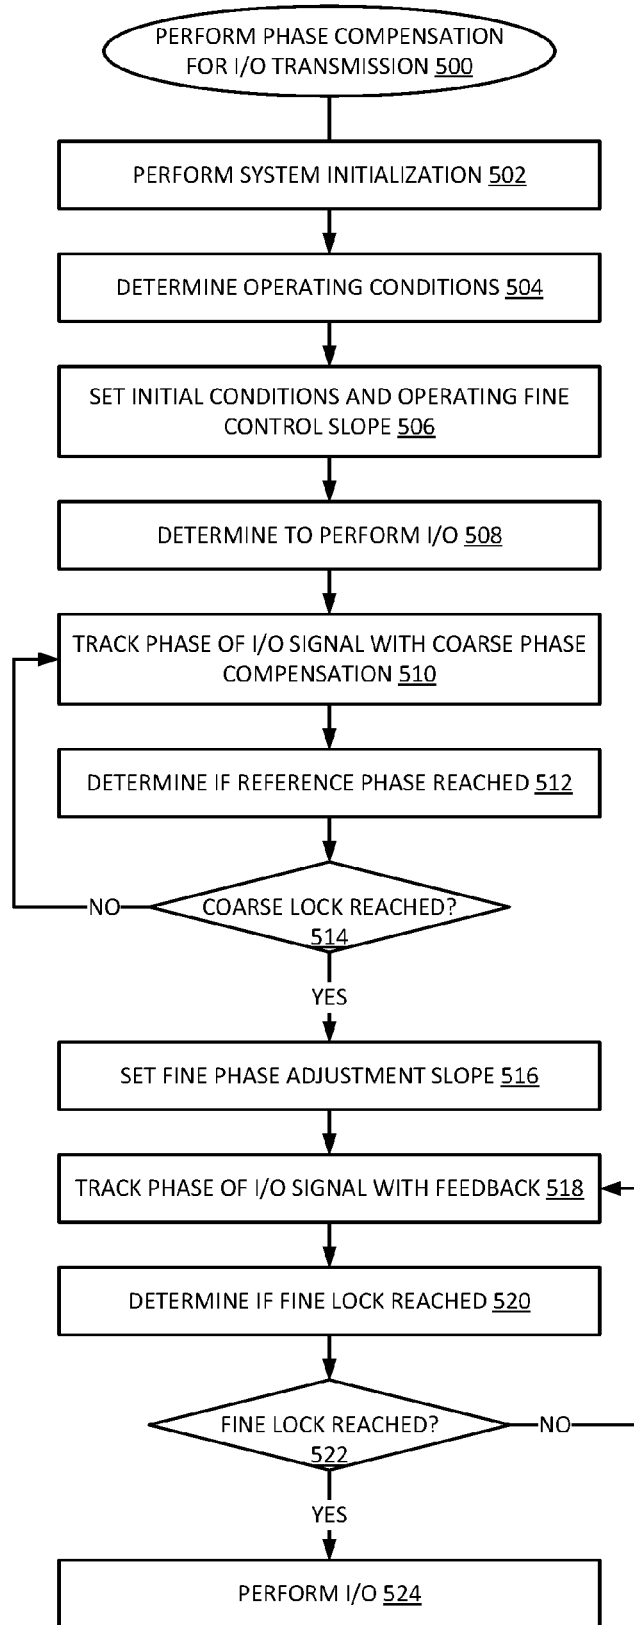 PERFORM PHASE COMPENSATION
FOR I/O TRANSMISSION 500
PERFORM SYSTEM INITIALIZATION 502
DETERMINE OPERATING CONDITIONS 504
SET INITIAL CONDITIONS AND OPERATING FINE
CONTROL SLOPE 506
DETERMINE TO PERFORM I/O 508
TRACK PHASE OF I/O SIGNAL WITH COARSE PHASE
COMPENSATION 510
DETERMINE IF REFERENCE PHASE REACHED 512
NO
COARSE LOCK REACHED?
514
YES
SET FINE PHASE ADJUSTMENT SLOPE 516
TRACK PHASE OF I/O SIGNAL WITH FEEDBACK 518
DETERMINE IF FINE LOCK REACHED 520
FINE LOCK REACHED?
NO
522
YES
PERFORM I/O 524